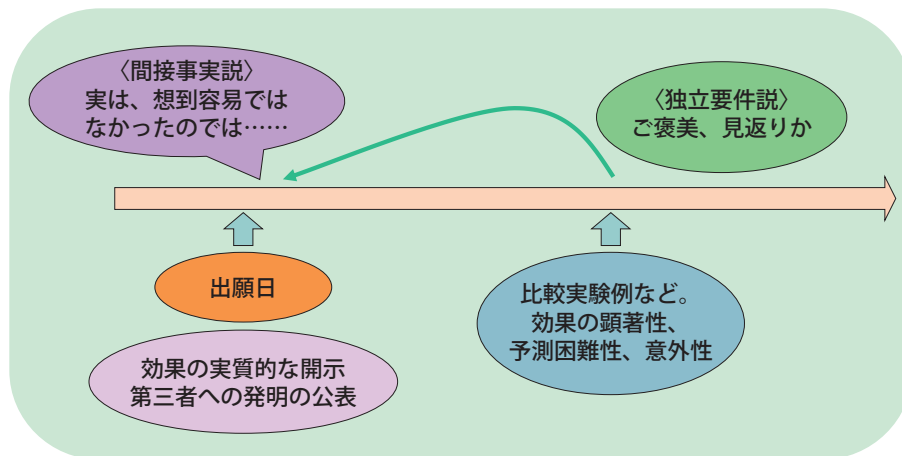 〈間接事実説〉
実は、想到容易では
なかったのでは……
〈独立要件説〉
ご褒美、見返りか
出願日
効果の実質的な開示
第三者への発明の公表
比較実験例など。
効果の顕著性、
予測困難性、意外性